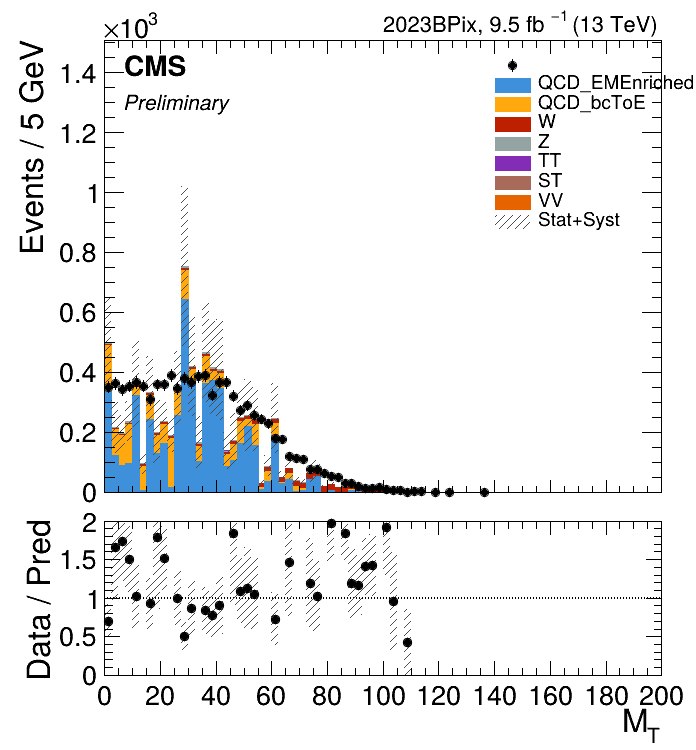 ×10³
2023BPix, 9.5 fb⁻¹ (13 TeV)
CMS
Preliminary
Events / 5 GeV
1.4
1.2
1
0.8
0.6
0.4
0.2
0
QCD_EMEnriched
QCD_bcToE
W
Z
TT
ST
VV
Stat+Syst
Data / Pred
2
1.5
1
0.5
0
0 20 40 60 80 100 120 140 160 180 200
M_T